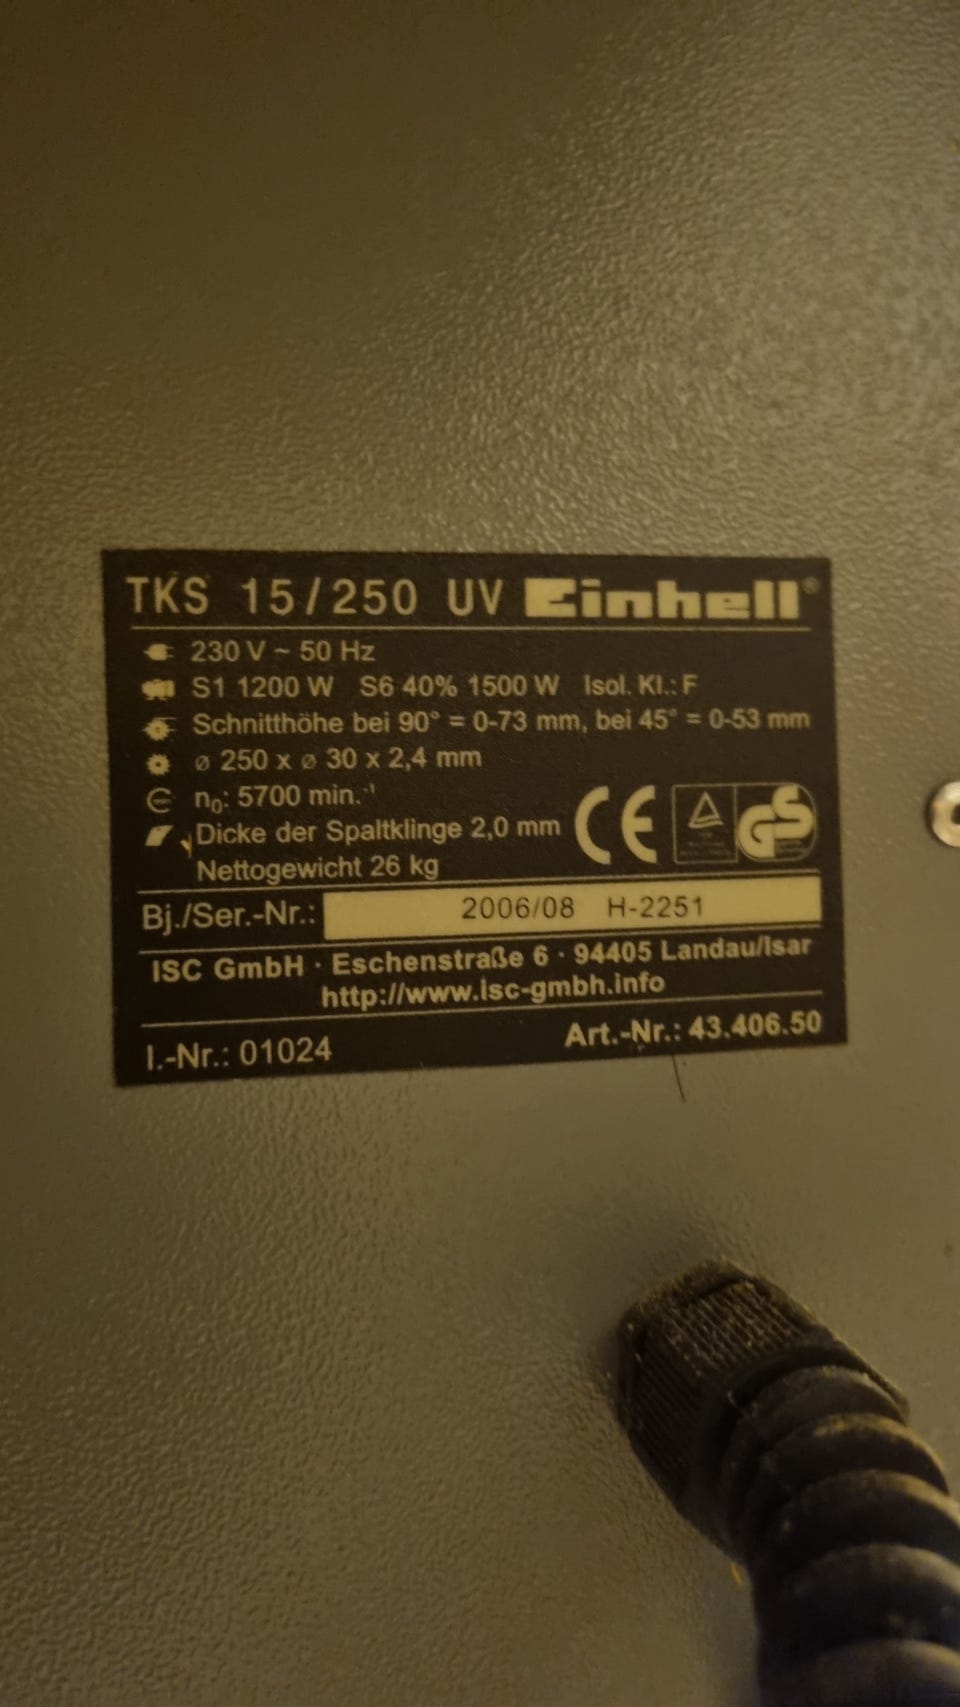 TKS 15/250 UV Einhell®
230 V ~ 50 Hz
S1 1200 W S6 40% 1500 W Isol. Kl.: F
Schnitthöhe bei 90° = 0-73 mm, bei 45° = 0-53 mm
ø 250 x ø 30 x 2,4 mm
n₀: 5700 min.⁻¹
Dicke der Spaltklinge 2,0 mm
CE
GS
Nettogewicht 26 kg
Bj./Ser.-Nr.: 2006/08 H-2251
ISC GmbH · Eschenstraße 6 · 94405 Landau/Isar
http://www.isc-gmbh.info
I.-Nr.: 01024 Art.-Nr.: 43.406.50